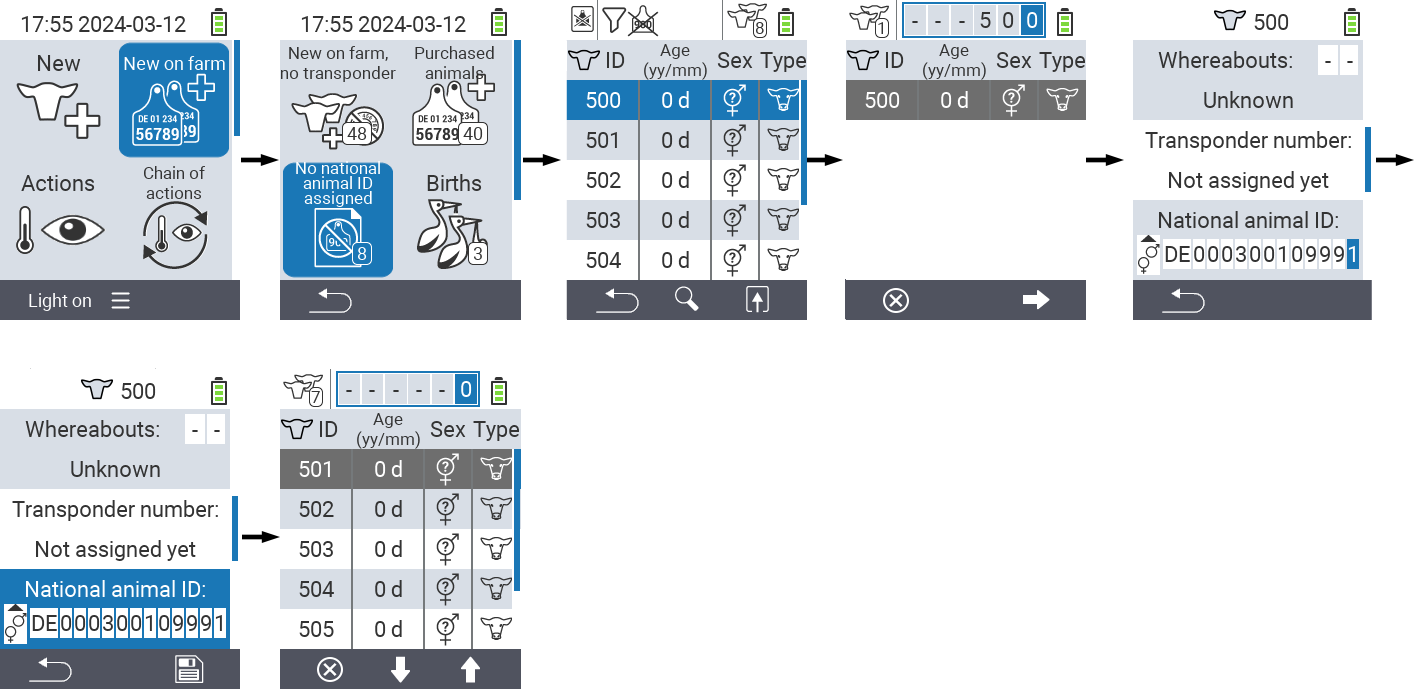 17:55 2024-03-12
New
New on farm
DE 01 234
234
56789
39
Actions
Chain of
actions
Light on
17:55 2024-03-12
New on farm,
no transponder
48
Purchased
animals
DE 01 234
234
56789
40
No national
animal ID
assigned
8
Births
3
980
8
ID
Age
(yy/mm)
Sex
Type
500 0 d ?
501 0 d ?
502 0 d ?
503 0 d ?
504 0 d ?
1
- - - 5 0 0
ID
Age
(yy/mm)
Sex
Type
500 0 d ?
500
Whereabouts: - -
Unknown
Transponder number:
Not assigned yet
National animal ID:
DE000300109991
500
Whereabouts: - -
Unknown
Transponder number:
Not assigned yet
National animal ID:
DE000300109991
7
- - - - - 0
ID
Age
(yy/mm)
Sex
Type
501 0 d ?
502 0 d ?
503 0 d ?
504 0 d ?
505 0 d ?